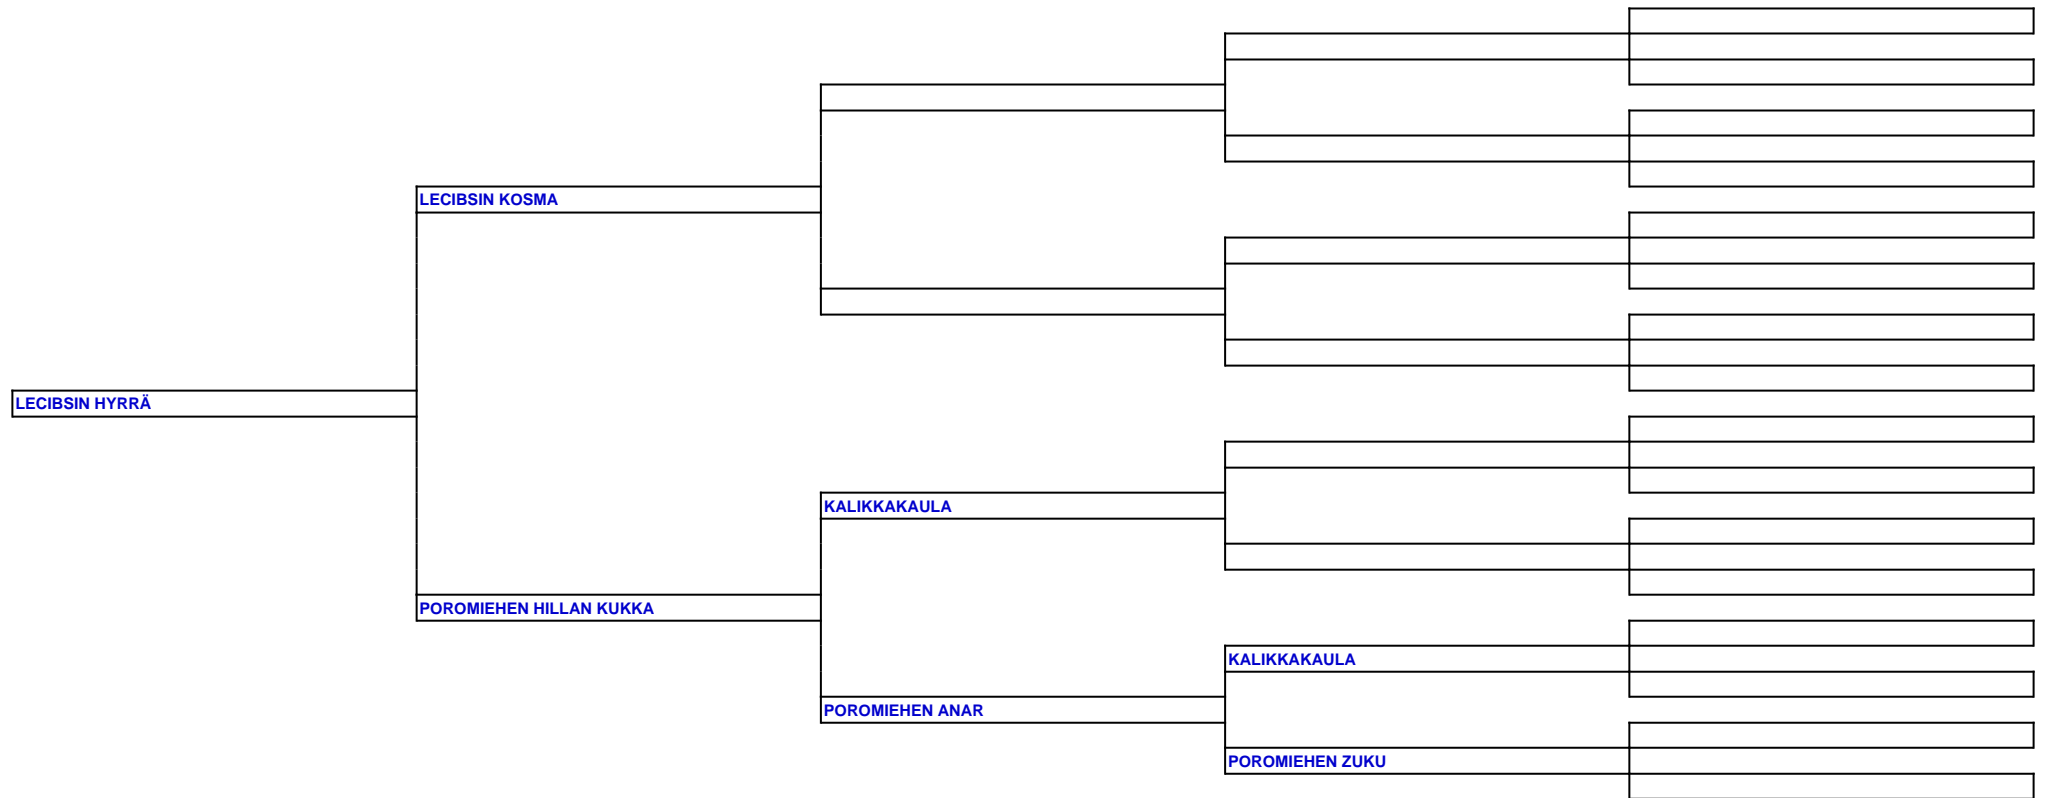 LECIBSIN KOSMA
LECIBSIN HYRRÄ
KALIKKAKAULA
POROMIEHEN HILLAN KUKKA
KALIKKAKAULA
POROMIEHEN ANAR
POROMIEHEN ZUKU